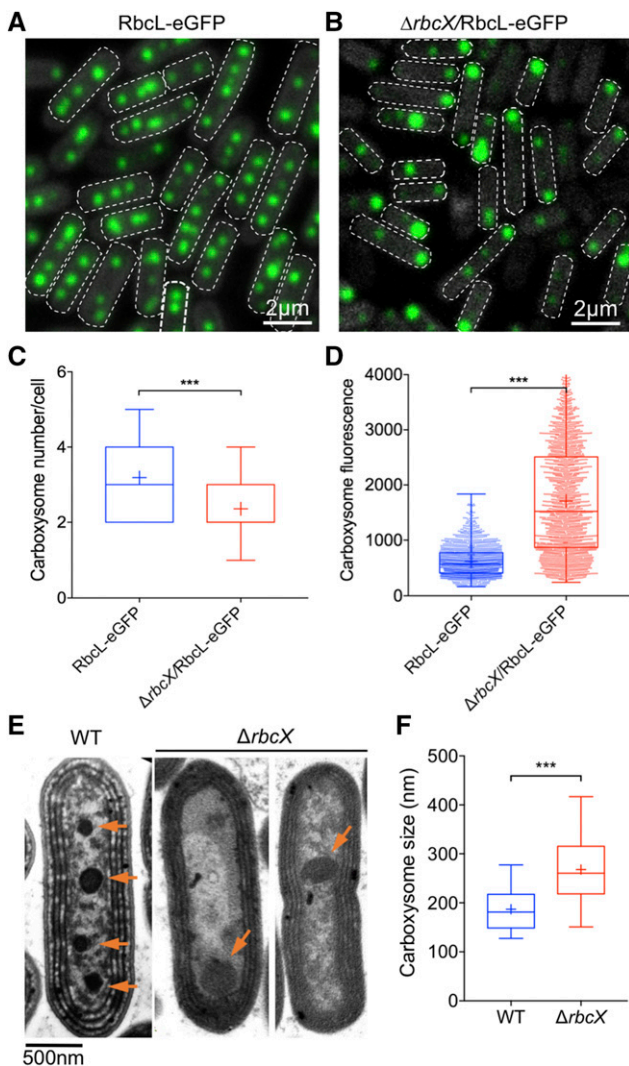 A
RbcL-eGFP
2μm
B
ΔrbcX/RbcL-eGFP
2μm
C
Carboxysome number/cell
6
4
2
0
***
RbcL-eGFP
ΔrbcX/RbcL-eGFP
D
Carboxysome fluorescence
4000
3000
2000
1000
0
***
RbcL-eGFP
ΔrbcX/RbcL-eGFP
E
WT
ΔrbcX
500nm
F
Carboxysome size (nm)
500
400
300
200
100
0
***
WT
ΔrbcX